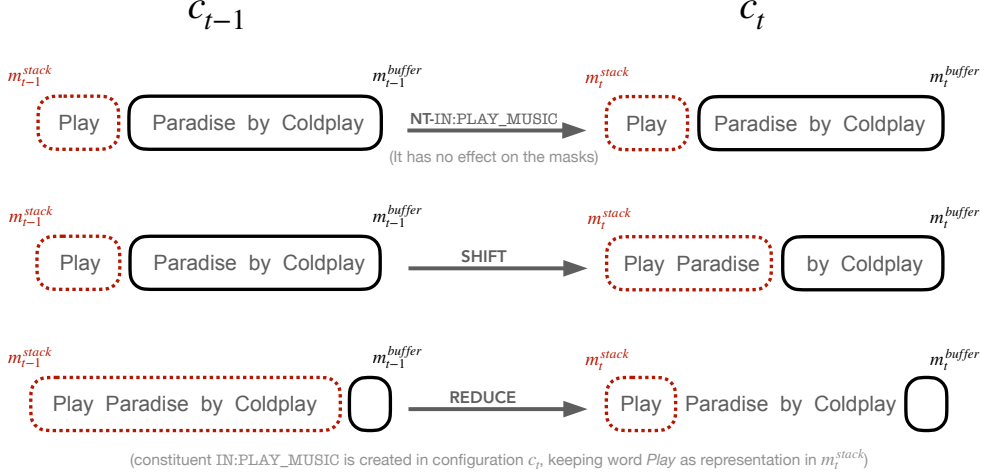 c_{t−1} c_t
m_{t−1}^{stack} m_{t−1}^{buffer} m_t^{stack} m_t^{buffer}
Play Paradise by Coldplay NT-IN:PLAY_MUSIC Play Paradise by Coldplay
(It has no effect on the masks)
m_{t−1}^{stack} m_{t−1}^{buffer} m_t^{stack} m_t^{buffer}
Play Paradise by Coldplay SHIFT Play Paradise by Coldplay
m_{t−1}^{stack} m_{t−1}^{buffer} m_t^{stack} m_t^{buffer}
Play Paradise by Coldplay REDUCE Play Paradise by Coldplay
(constituent IN:PLAY_MUSIC is created in configuration c_t, keeping word Play as representation in m_t^{stack})